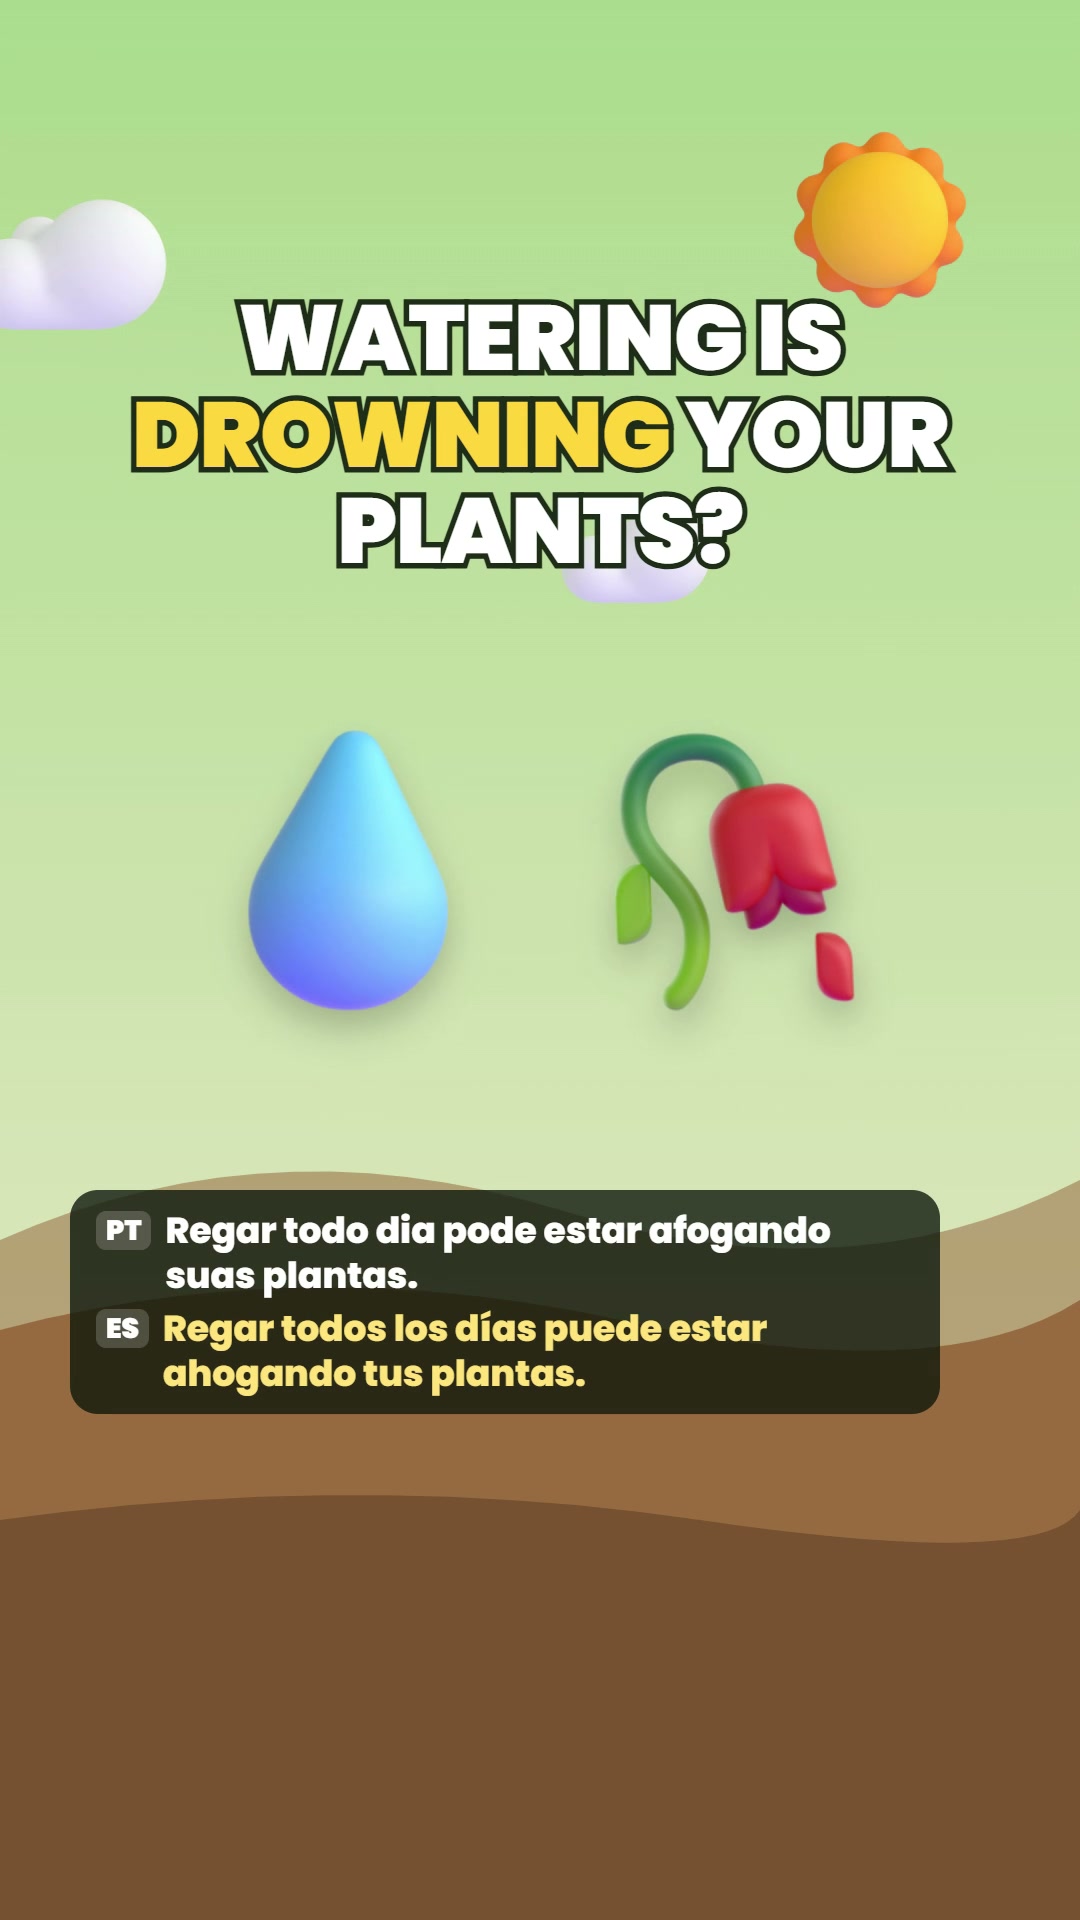 WATERING IS
DROWNING YOUR
PLANTS?
PT Regar todo dia pode estar afogando
suas plantas.
ES Regar todos los días puede estar
ahogando tus plantas.